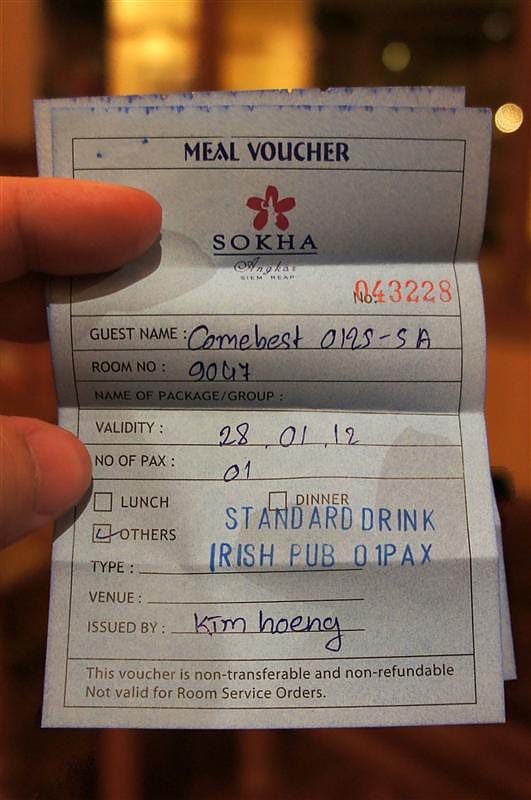 MEAL VOUCHER
SOKHA
Angkor
SIEM REAP
No: 043228
GUEST NAME : Comebest 0195-SA
ROOM NO : 9047
NAME OF PACKAGE/GROUP :
VALIDITY : 28.01.12
NO OF PAX : 01
LUNCH DINNER
OTHERS
STANDARD DRINK
IRISH PUB 01PAX
TYPE :
VENUE :
ISSUED BY : Kim hoeng
This voucher is non-transferable and non-refundable
Not valid for Room Service Orders.